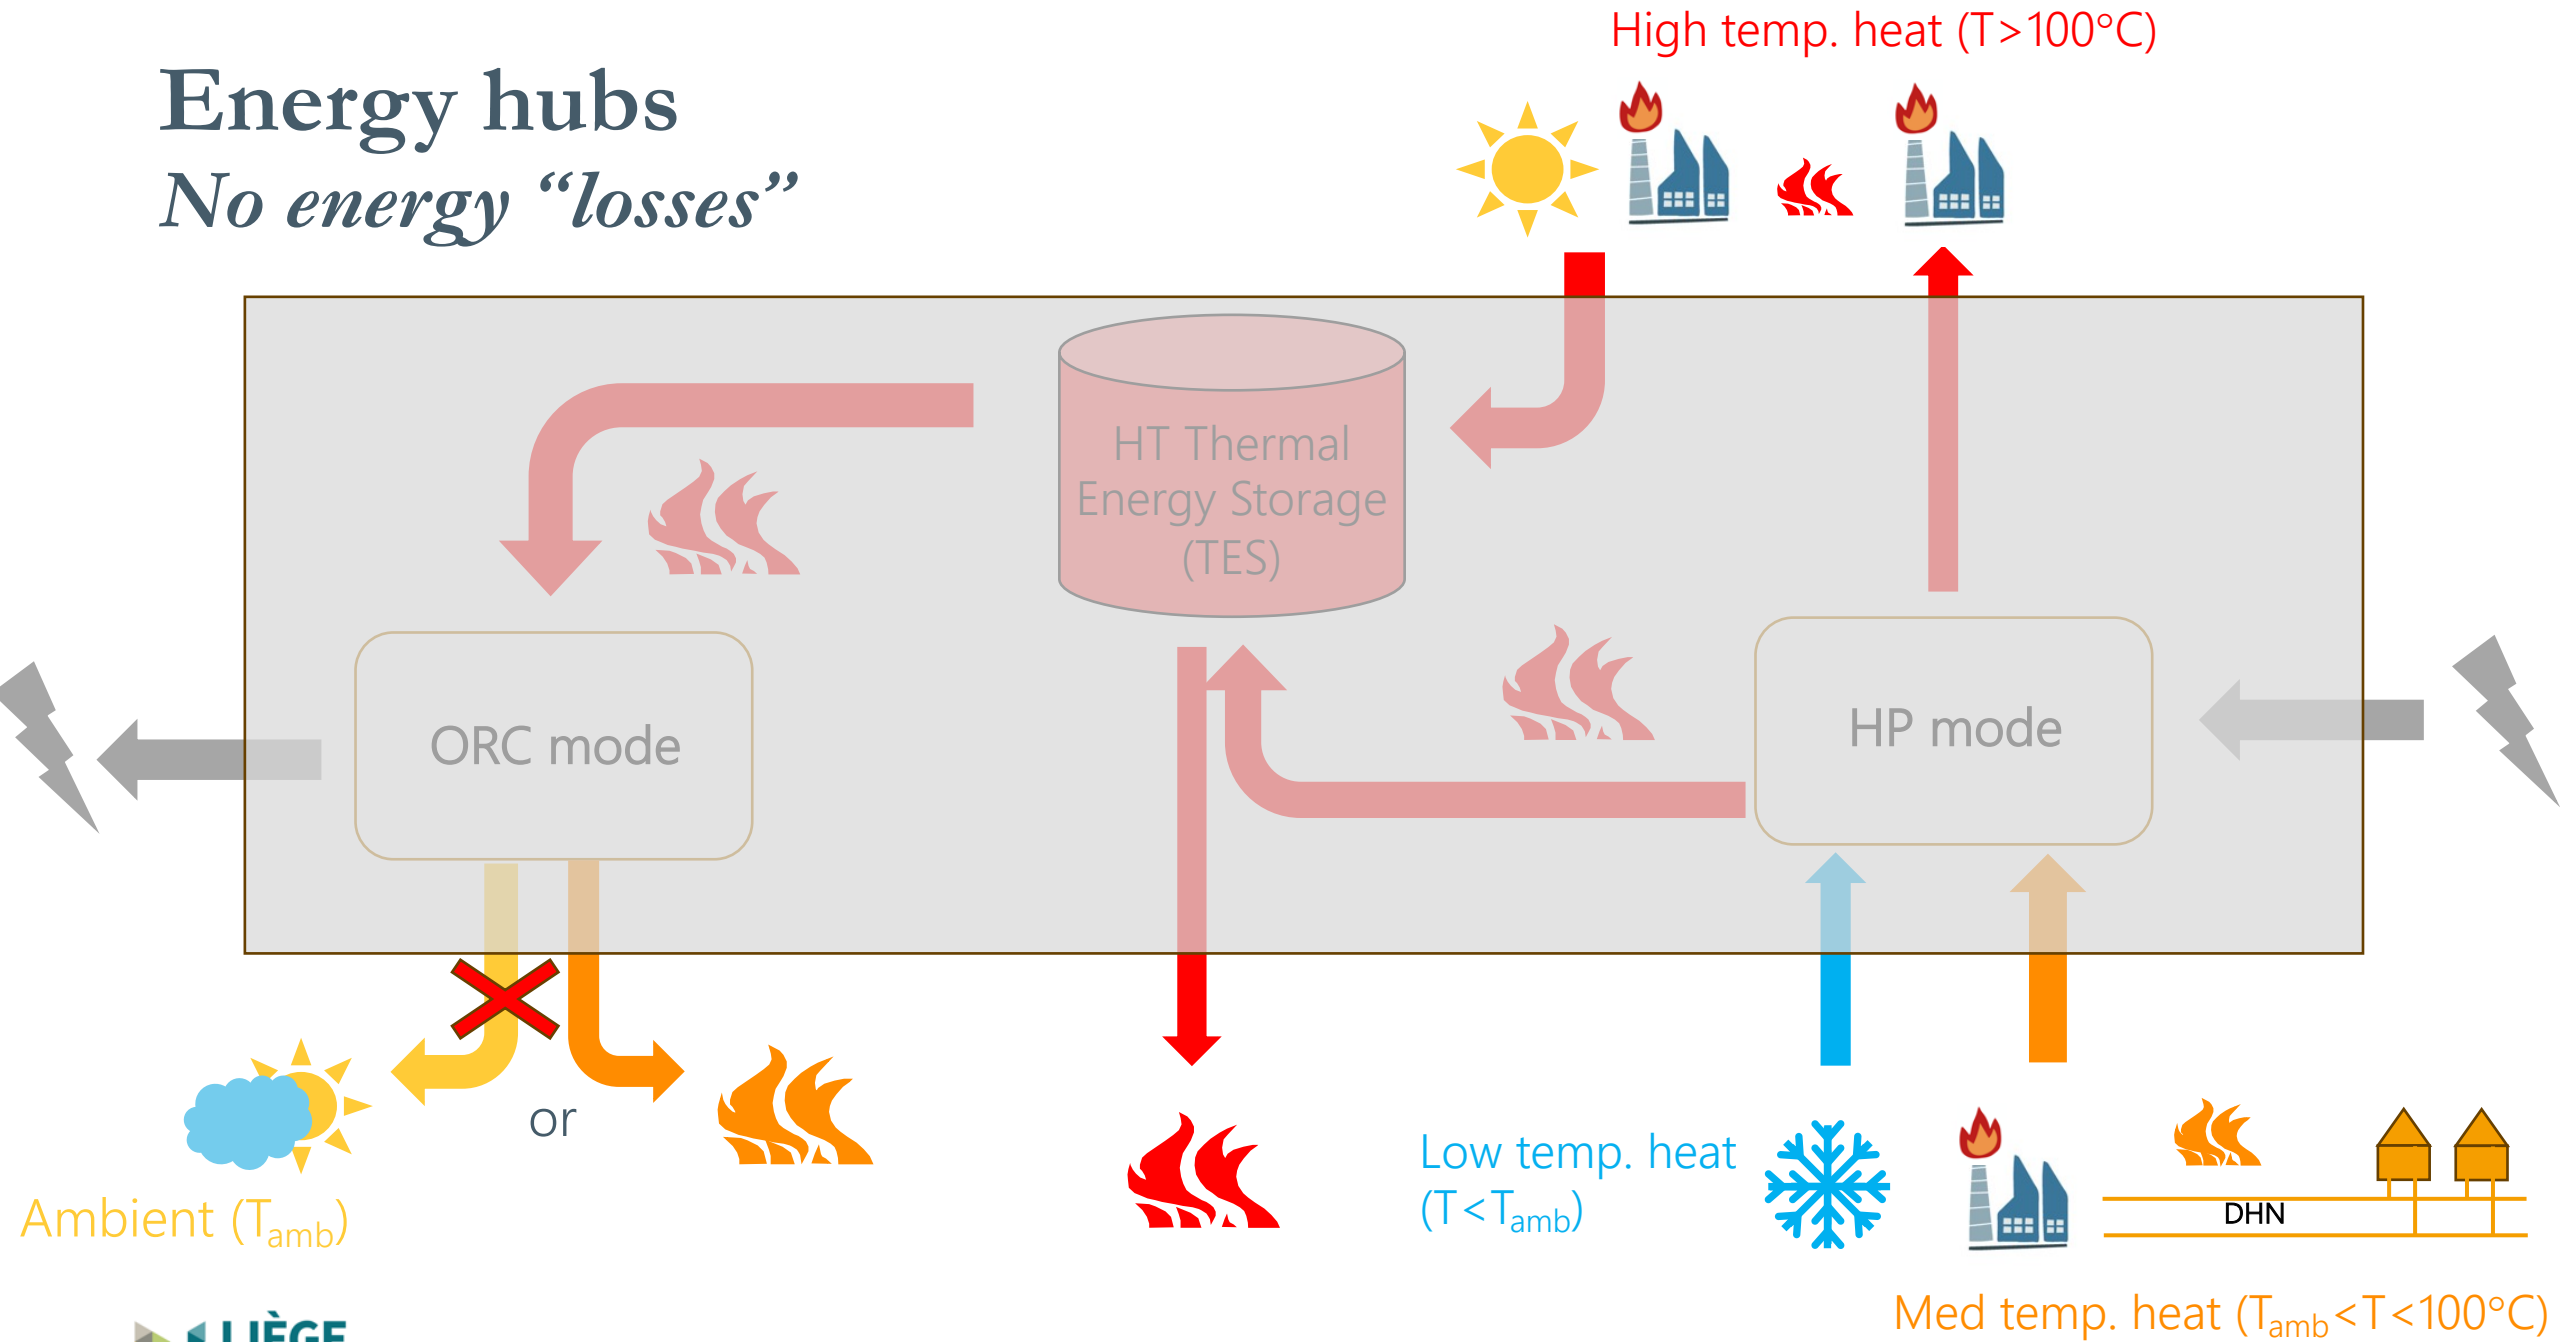 High temp. heat (T>100°C)
Energy hubs
No energy “losses”
HT Thermal
Energy Storage
(TES)
ORC mode
HP mode
or
Ambient (Tamb)
Low temp. heat
(T<Tamb)
DHN
Med temp. heat (Tamb<T<100°C)
LIÈGE